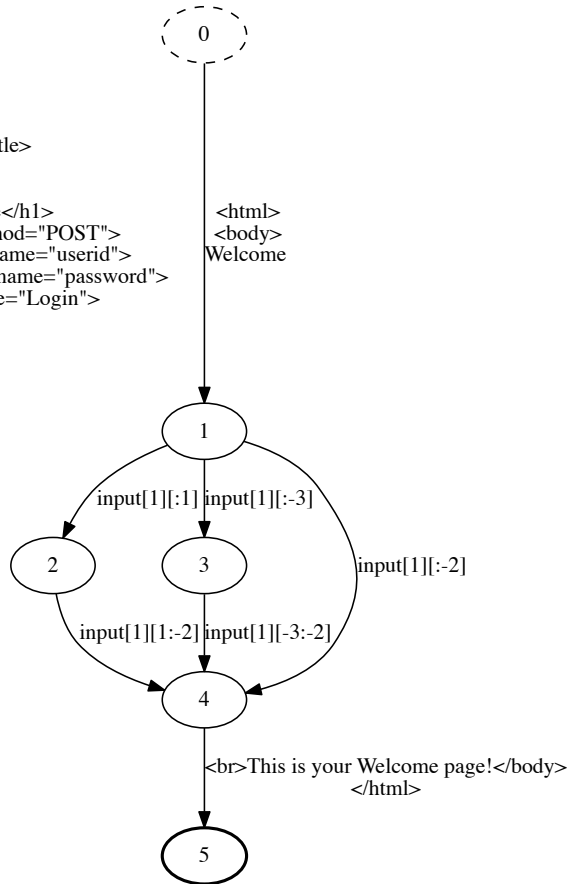 0
tle>
</h1>
"POST">
"userid">
name="password">
"Login">
<html>
<body>
Welcome
1
input[1][:1]
input[1][:-3]
2
3
input[1][:-2]
input[1][1:-2]
input[1][-3:-2]
4
<br>This is your Welcome page!</body>
</html>
5